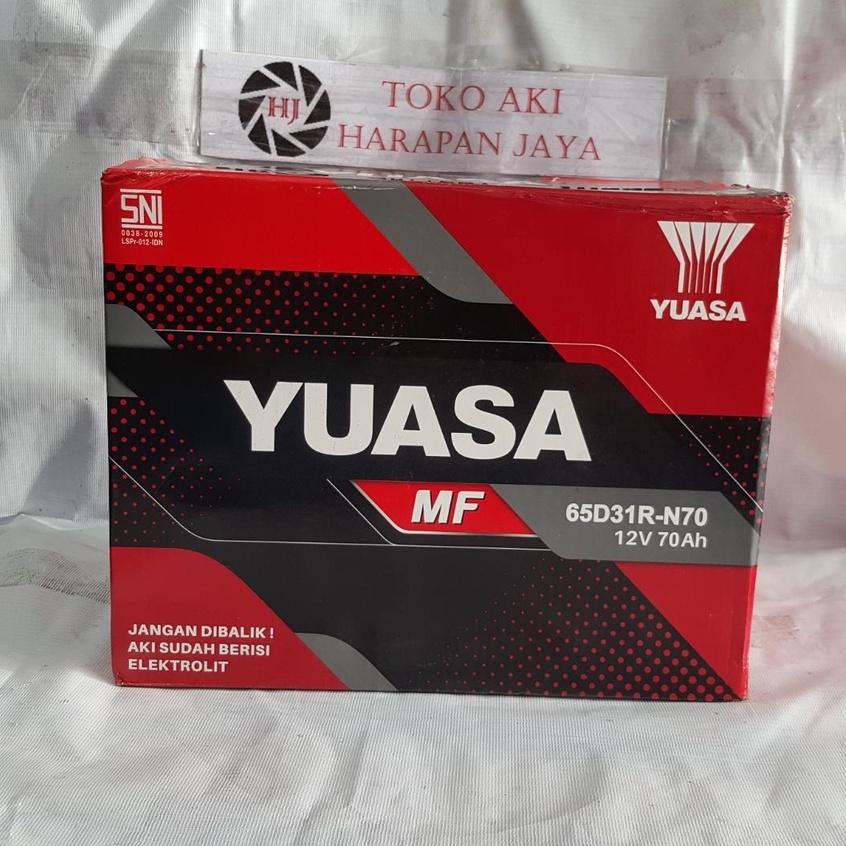 HJ
TOKO AKI
HARAPAN JAYA
SNI
0038-2009
LSPr-012-IDN
YUASA
YUASA
MF
65D31R-N70
12V 70Ah
JANGAN DIBALIK !
AKI SUDAH BERISI
ELEKTROLIT